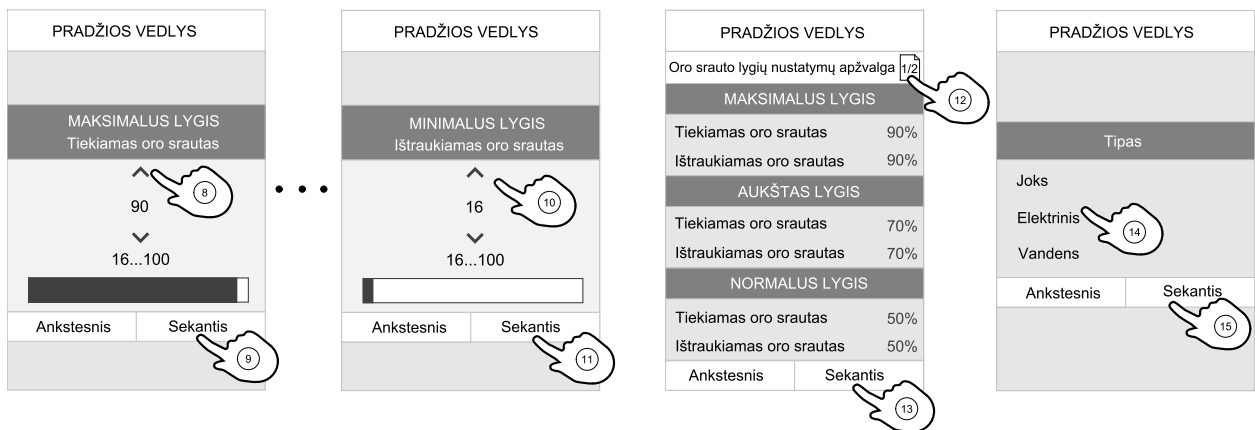 PRADŽIOS VEDLYS
MAKSIMALUS LYGIS
Tiekiamas oro srautas
8
90
16...100
Ankstesnis
Sekantis
9
PRADŽIOS VEDLYS
MINIMALUS LYGIS
Ištraukiamas oro srautas
10
16
16...100
Ankstesnis
Sekantis
11
PRADŽIOS VEDLYS
Oro srauto lygių nustatymų apžvalga 1/2
12
MAKSIMALUS LYGIS
Tiekiamas oro srautas 90%
Ištraukiamas oro srautas 90%
AUKŠTAS LYGIS
Tiekiamas oro srautas 70%
Ištraukiamas oro srautas 70%
NORMALUS LYGIS
Tiekiamas oro srautas 50%
Ištraukiamas oro srautas 50%
Ankstesnis
Sekantis
13
PRADŽIOS VEDLYS
Tipas
Joks
Elektrinis
14
Vandens
Ankstesnis
Sekantis
15